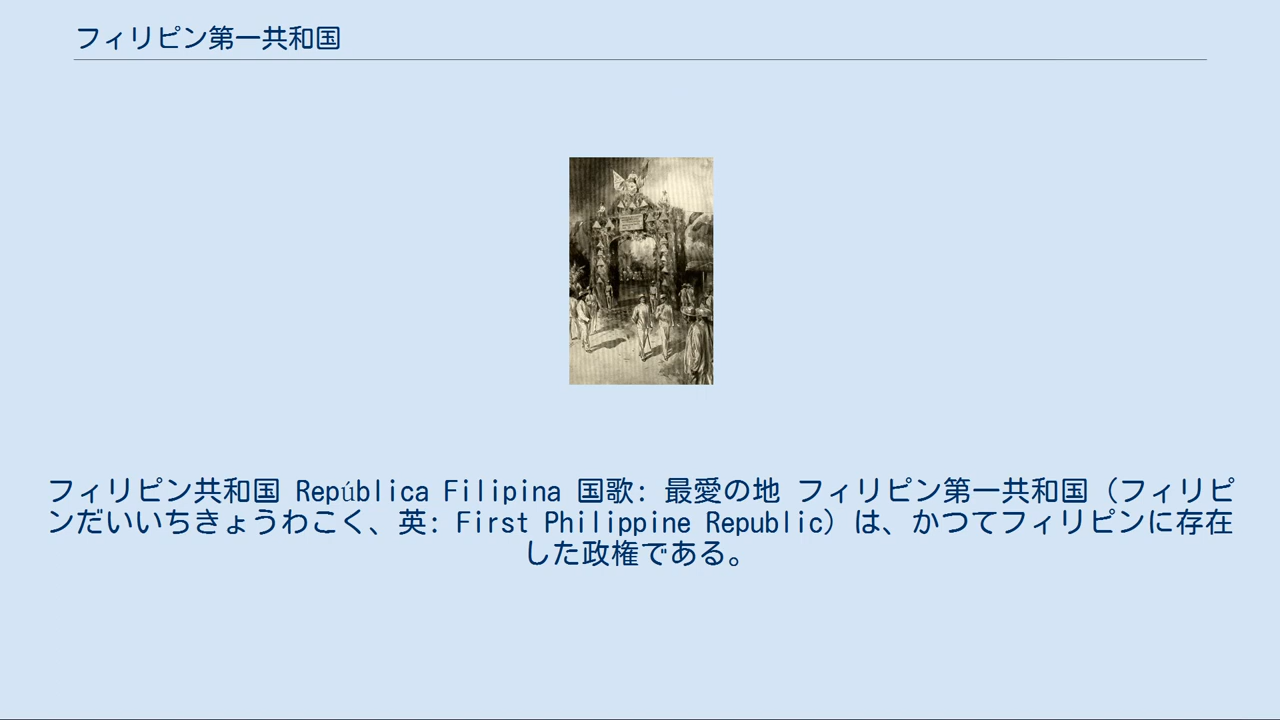 フィリピン第一共和国
フィリピン共和国 República Filipina 国歌: 最愛の地 フィリピン第一共和国（フィリピ
ンだいいちきょうわこく、英: First Philippine Republic）は、かつてフィリピンに存在
した政権である。